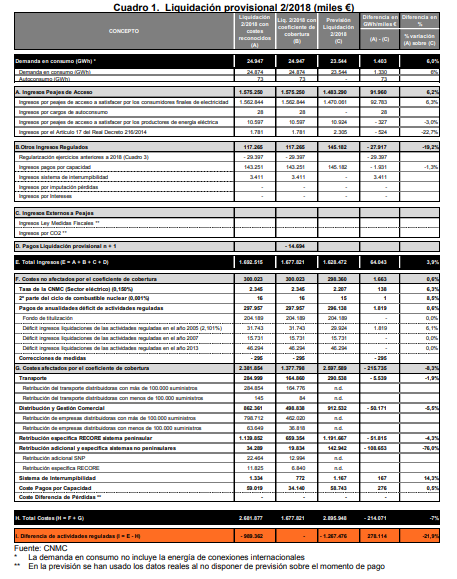 Cuadro 1. Liquidación provisional 2/2018 (miles €)
CONCEPTO Liquidación 2/2018 con costes reconocidos (A) Liq. 2/2018 con coeficiente de cobertura (B) Previsión Liquidación 2/2018 (C) Diferencia en GWh/miles € (A) - (C) Diferencia en % % variación (A) sobre (C)
Demanda en consumo (GWh) * 24.947 24.947 23.544 1.403 6,0%
Demanda en consumo (GWh) 24.874 24.874 23.544 1.330 6%
Autoconsumo (GWh) 73 73 73
A. Ingresos Peajes de Acceso 1.575.250 1.575.250 1.483.290 91.960 6,2%
Ingresos por peajes de acceso a satisfacer por los consumidores finales de electricidad 1.562.844 1.562.844 1.470.061 92.783 6,3%
Ingresos por cargos de autoconsumo 28 28 - 28
Ingresos por peajes de acceso a satisfacer por los productores de energía eléctrica 10.597 10.597 10.924 - 327 -3,0%
Ingresos por el Artículo 17 del Real Decreto 216/2014 1.781 1.781 2.305 - 524 -22,7%
B.Otros Ingresos Regulados 117.265 117.265 145.182 - 27.917 -19,2%
Regularización ejercicios anteriores a 2018 (Cuadro 3) - 29.397 - 29.397 - 29.397
Ingresos pagos por capacidad 143.251 143.251 145.182 - 1.931 -1,3%
Ingresos sistema de interrumpibilidad 3.411 3.411 - 3.411
Ingresos por imputación pérdidas - - - -
Ingresos por Intereses - - - -
C. Ingresos Externos a Peajes
Ingresos Ley Medidas Fiscales **
Ingresos por CO2 **
D. Pagos Liquidación provisional n + 1 - 14.694
E. Total Ingresos (E = A + B + C + D) 1.692.515 1.677.821 1.628.472 64.043 3,9%
F. Costes no afectados por el coeficiente de cobertura 300.023 300.023 298.360 1.663 0,6%
Tasa de la CNMC (Sector eléctrico) (0,150%) 2.345 2.345 2.207 138 6,3%
2ª parte del ciclo de combustible nuclear (0,001%) 16 16 15 1 8,5%
Pagos de anualidades déficit de actividades reguladas 297.957 297.957 296.138 1.819 0,6%
Fondo de titulización 204.189 204.189 204.189 - 0,0%
Déficit ingresos liquidaciones de las actividades reguladas en el año 2005 (2,101%) 31.743 31.743 29.924 1.819 6,1%
Déficit ingresos liquidaciones de las actividades reguladas en el año 2007 15.731 15.731 15.731 - 0,0%
Déficit ingresos liquidaciones de las actividades reguladas en el año 2013 46.294 46.294 46.294 - 0,0%
Correcciones de medidas - 295 - 295 - 295
G. Costes afectados por el coeficiente de cobertura 2.381.854 1.377.798 2.597.589 - 215.735 -8,3%
Transporte 284.999 164.860 290.538 - 5.539 -1,9%
Retribución del transporte distribuidoras con más de 100.000 suministros 284.854 164.776 n.d.
Retribución del transporte distribuidoras con menos de 100.000 suministros 145 84 n.d.
Distribución y Gestión Comercial 862.361 498.838 912.532 - 50.171 -5,5%
Retribución de empresas distribuidoras con más de 100.000 suministros 798.712 462.020 n.d.
Retribución de empresas distribuidoras con menos de 100.000 suministros 63.649 36.818 n.d.
Retribución específica RECORE sistema peninsular 1.139.852 659.354 1.191.667 - 51.815 -4,3%
Retribución adicional y específica sistemas no peninsulares 34.289 19.834 142.942 - 108.653 -76,0%
Retribución adicional SNP 22.464 12.994 n.d.
Retribución específica RECORE 11.825 6.840 n.d.
Sistema de Interrumpibilidad 1.334 772 1.167 167 14,3%
Coste Pagos por Capacidad 59.019 34.140 58.743 276 0,5%
Coste Diferencia de Pérdidas ** - - - -
H. Total Costes (H = F + G) 2.681.877 1.677.821 2.895.948 - 214.071 -7%
I. Diferencia de actividades reguladas (I = E - H) - 989.362 - - 1.267.476 278.114 -21,9%
Fuente: CNMC
* La demanda en consumo no incluye la energía de conexiones internacionales
** En la previsión se han usado los datos reales al no disponer de previsión sobre el momento de pago